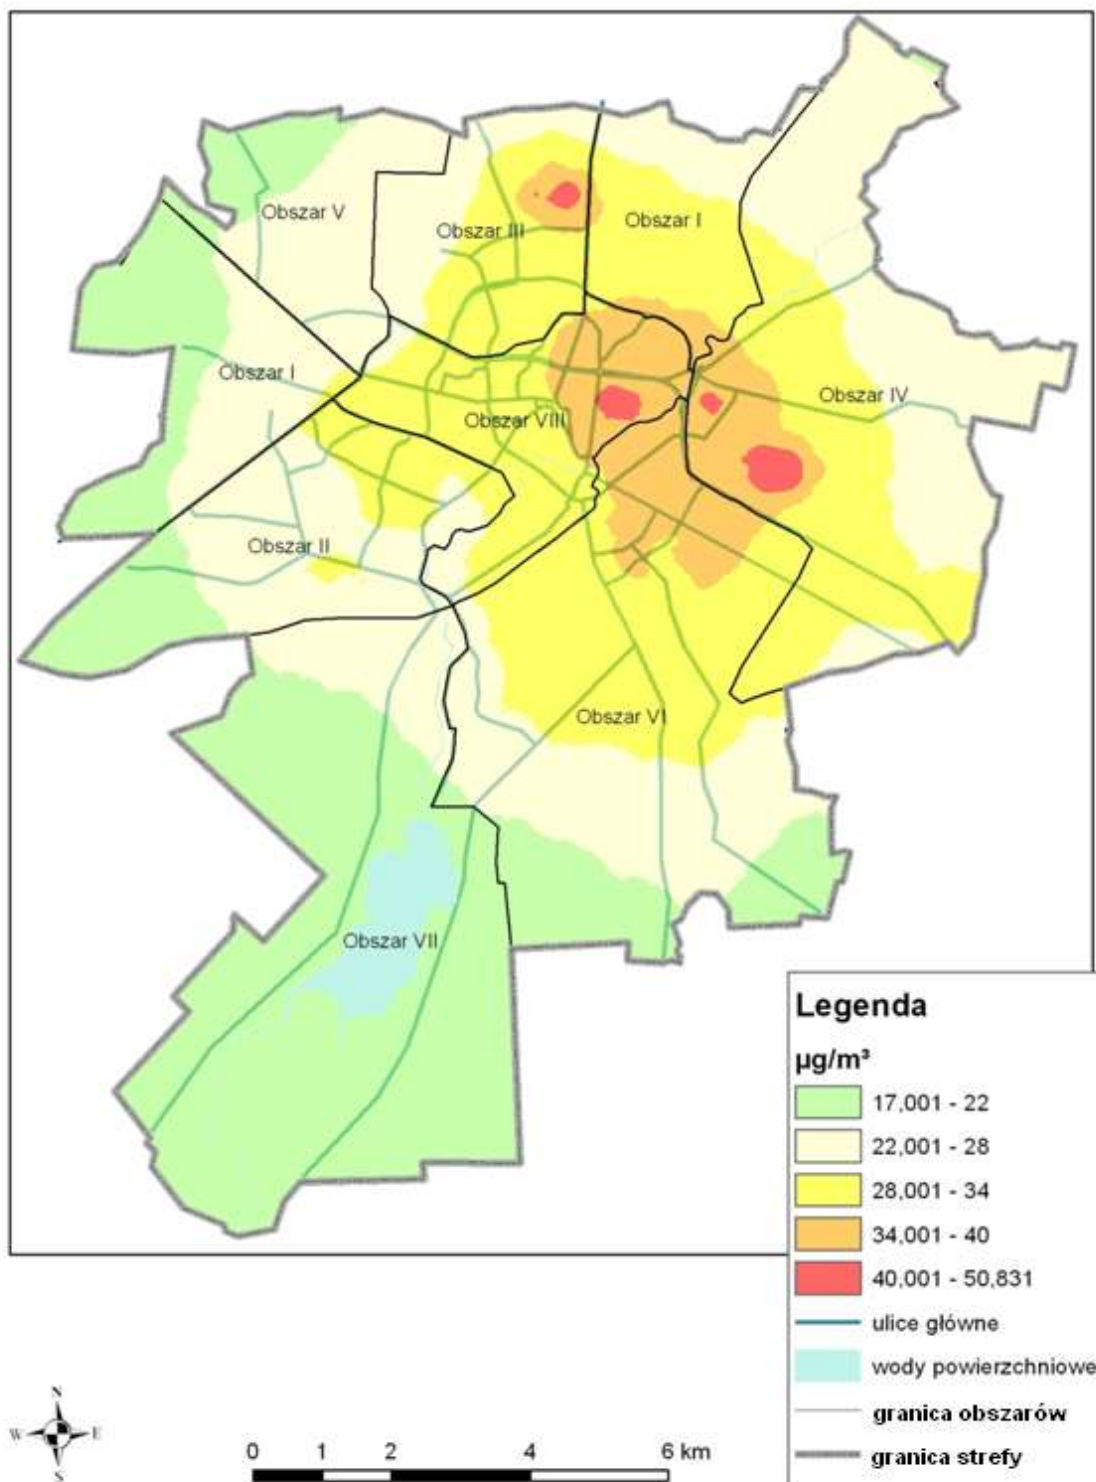 Obszar V
Obszar III
Obszar I
Obszar I
Obszar IV
Obszar VIII
Obszar II
Obszar VI
Obszar VII
Legenda
µg/m³
17,001 - 22
22,001 - 28
28,001 - 34
34,001 - 40
40,001 - 50,831
ulice główne
wody powierzchniowe
granica obszarów
granica strefy
N
W E
S
0 1 2 4 6 km